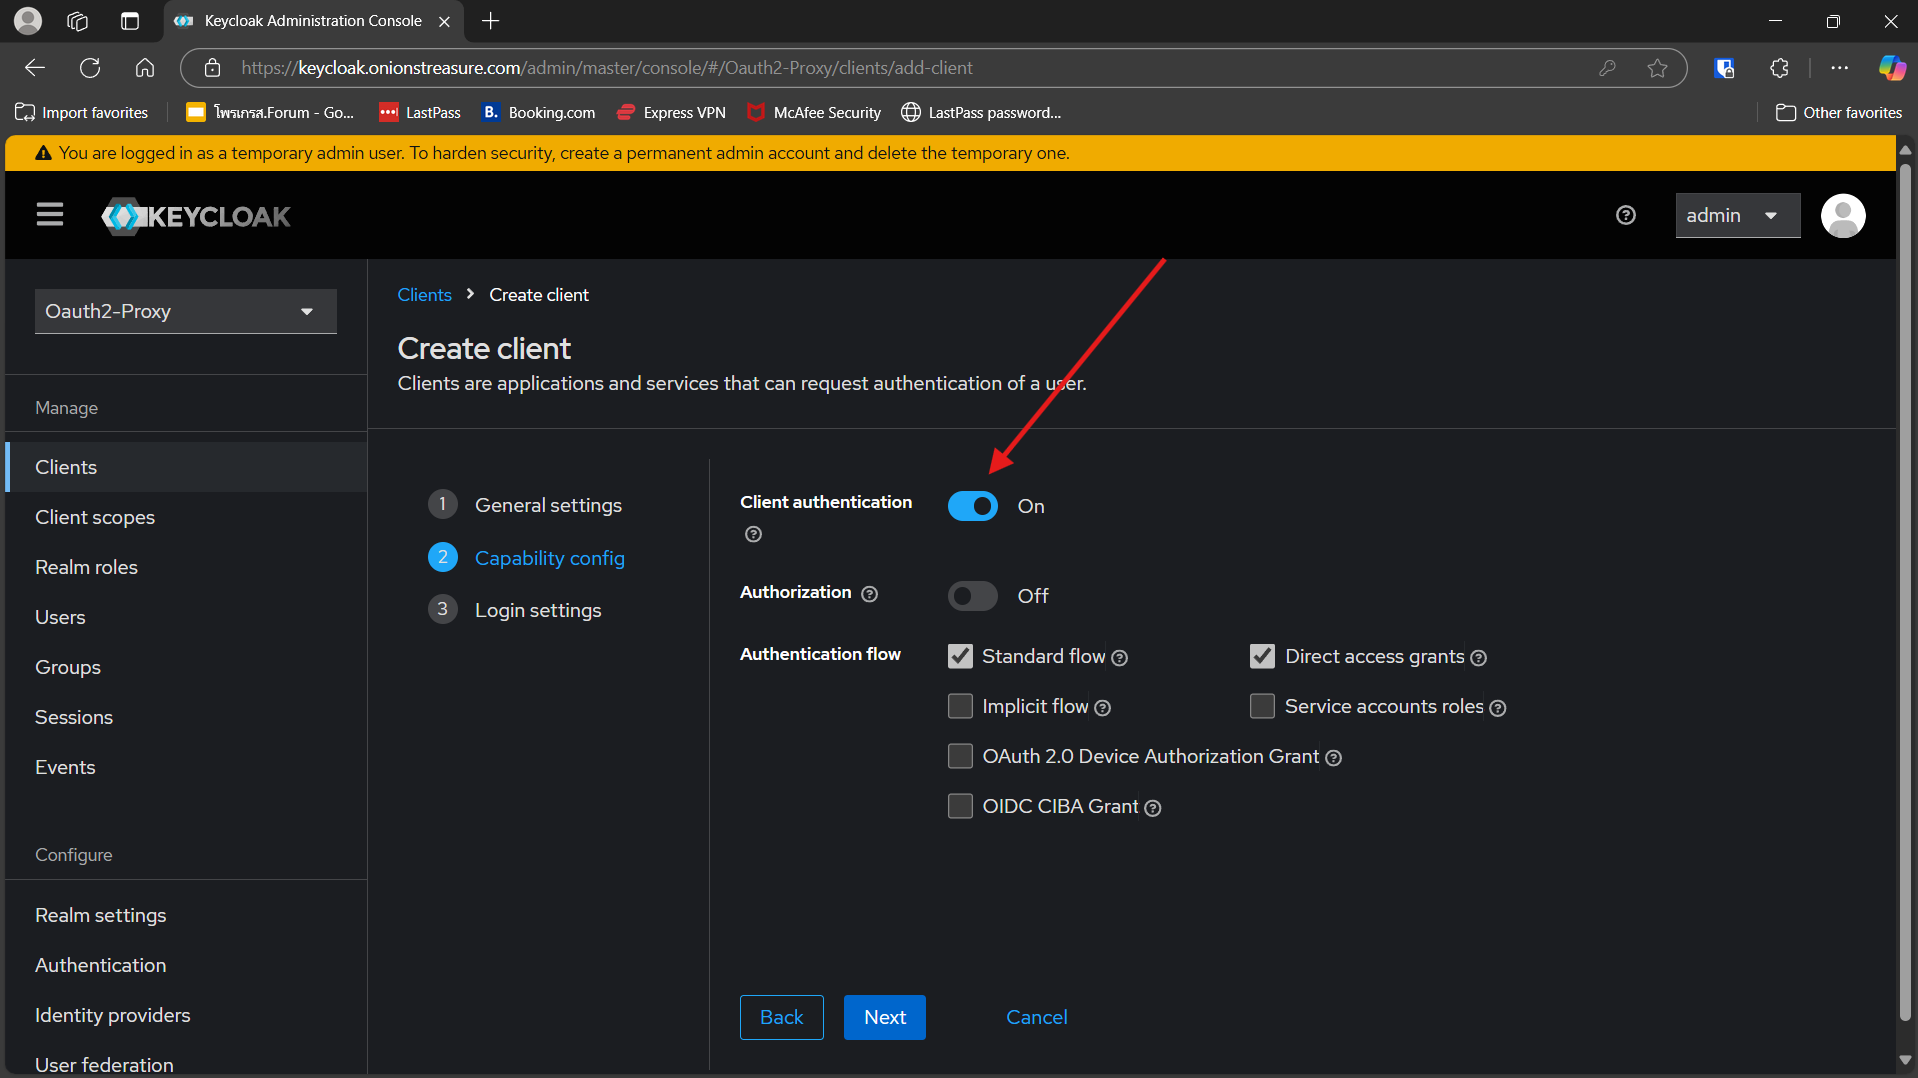 Keycloak Administration Console
https://keycloak.onionstreasure.com/admin/master/console/#/Oauth2-Proxy/clients/add-client
Import favorites
โพรเกรส.Forum - Go...
LastPass
B. Booking.com
Express VPN
McAfee Security
LastPass password...
Other favorites
You are logged in as a temporary admin user. To harden security, create a permanent admin account and delete the temporary one.
KEYCLOAK
admin
Oauth2-Proxy
Manage
Clients
Client scopes
Realm roles
Users
Groups
Sessions
Events
Configure
Realm settings
Authentication
Identity providers
User federation
Clients > Create client
Create client
Clients are applications and services that can request authentication of a user.
1 General settings
2 Capability config
3 Login settings
Client authentication
On
Authorization
Off
Authentication flow
Standard flow
Direct access grants
Implicit flow
Service accounts roles
OAuth 2.0 Device Authorization Grant
OIDC CIBA Grant
Back
Next
Cancel